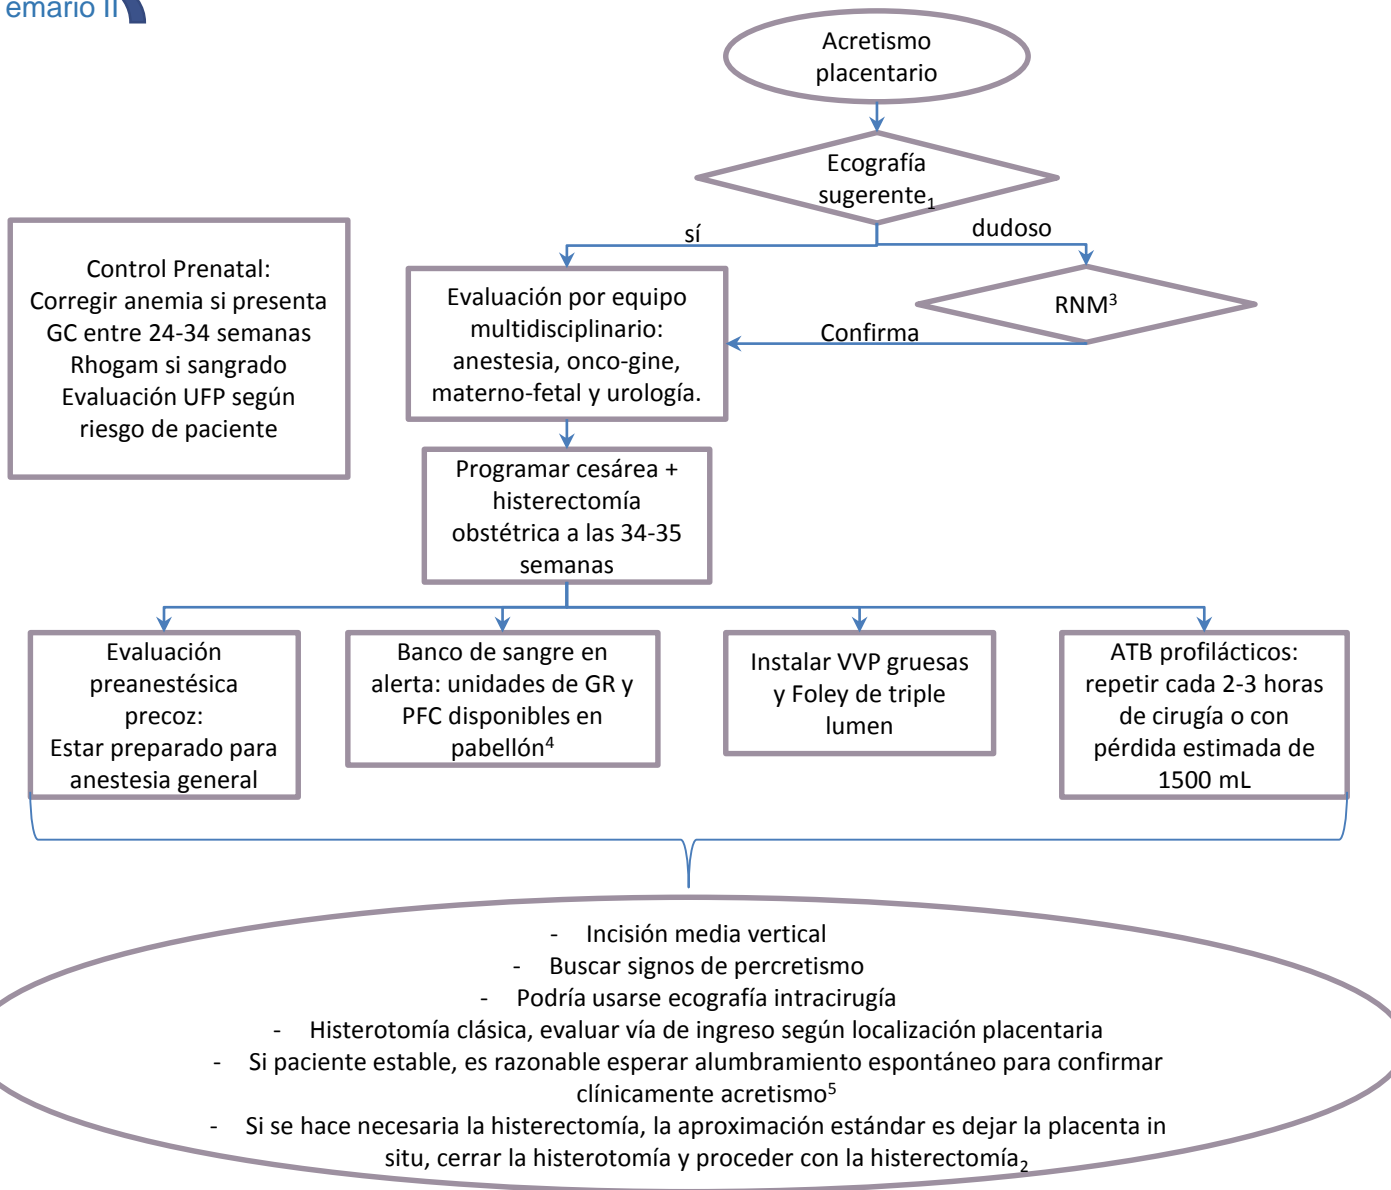 emario II
Acretismo
placentario
Ecografía
sugerente1
sí
dudoso
Control Prenatal:
Corregir anemia si presenta
GC entre 24-34 semanas
Rhogam si sangrado
Evaluación UFP según
riesgo de paciente
Evaluación por equipo
multidisciplinario:
anestesia, onco-gine,
materno-fetal y urología.
RNM3
Confirma
Programar cesárea +
histerectomía
obstétrica a las 34-35
semanas
Evaluación
preanestésica
precoz:
Estar preparado para
anestesia general
Banco de sangre en
alerta: unidades de GR y
PFC disponibles en
pabellón4
Instalar VVP gruesas
y Foley de triple
lumen
ATB profilácticos:
repetir cada 2-3 horas
de cirugía o con
pérdida estimada de
1500 mL
- Incisión media vertical
- Buscar signos de percretismo
- Podría usarse ecografía intracirugía
- Histerotomía clásica, evaluar vía de ingreso según localización placentaria
- Si paciente estable, es razonable esperar alumbramiento espontáneo para confirmar
clínicamente acretismo5
- Si se hace necesaria la histerectomía, la aproximación estándar es dejar la placenta in
situ, cerrar la histerotomía y proceder con la histerectomía2